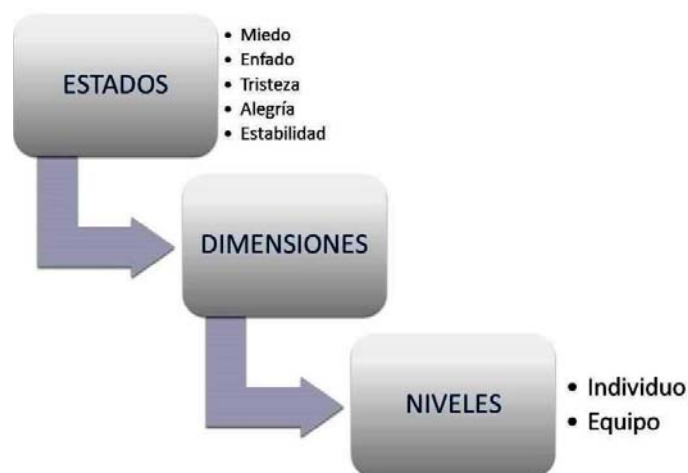 ESTADOS
• Miedo
• Enfado
• Tristeza
• Alegría
• Estabilidad
DIMENSIONES
NIVELES
• Individuo
• Equipo